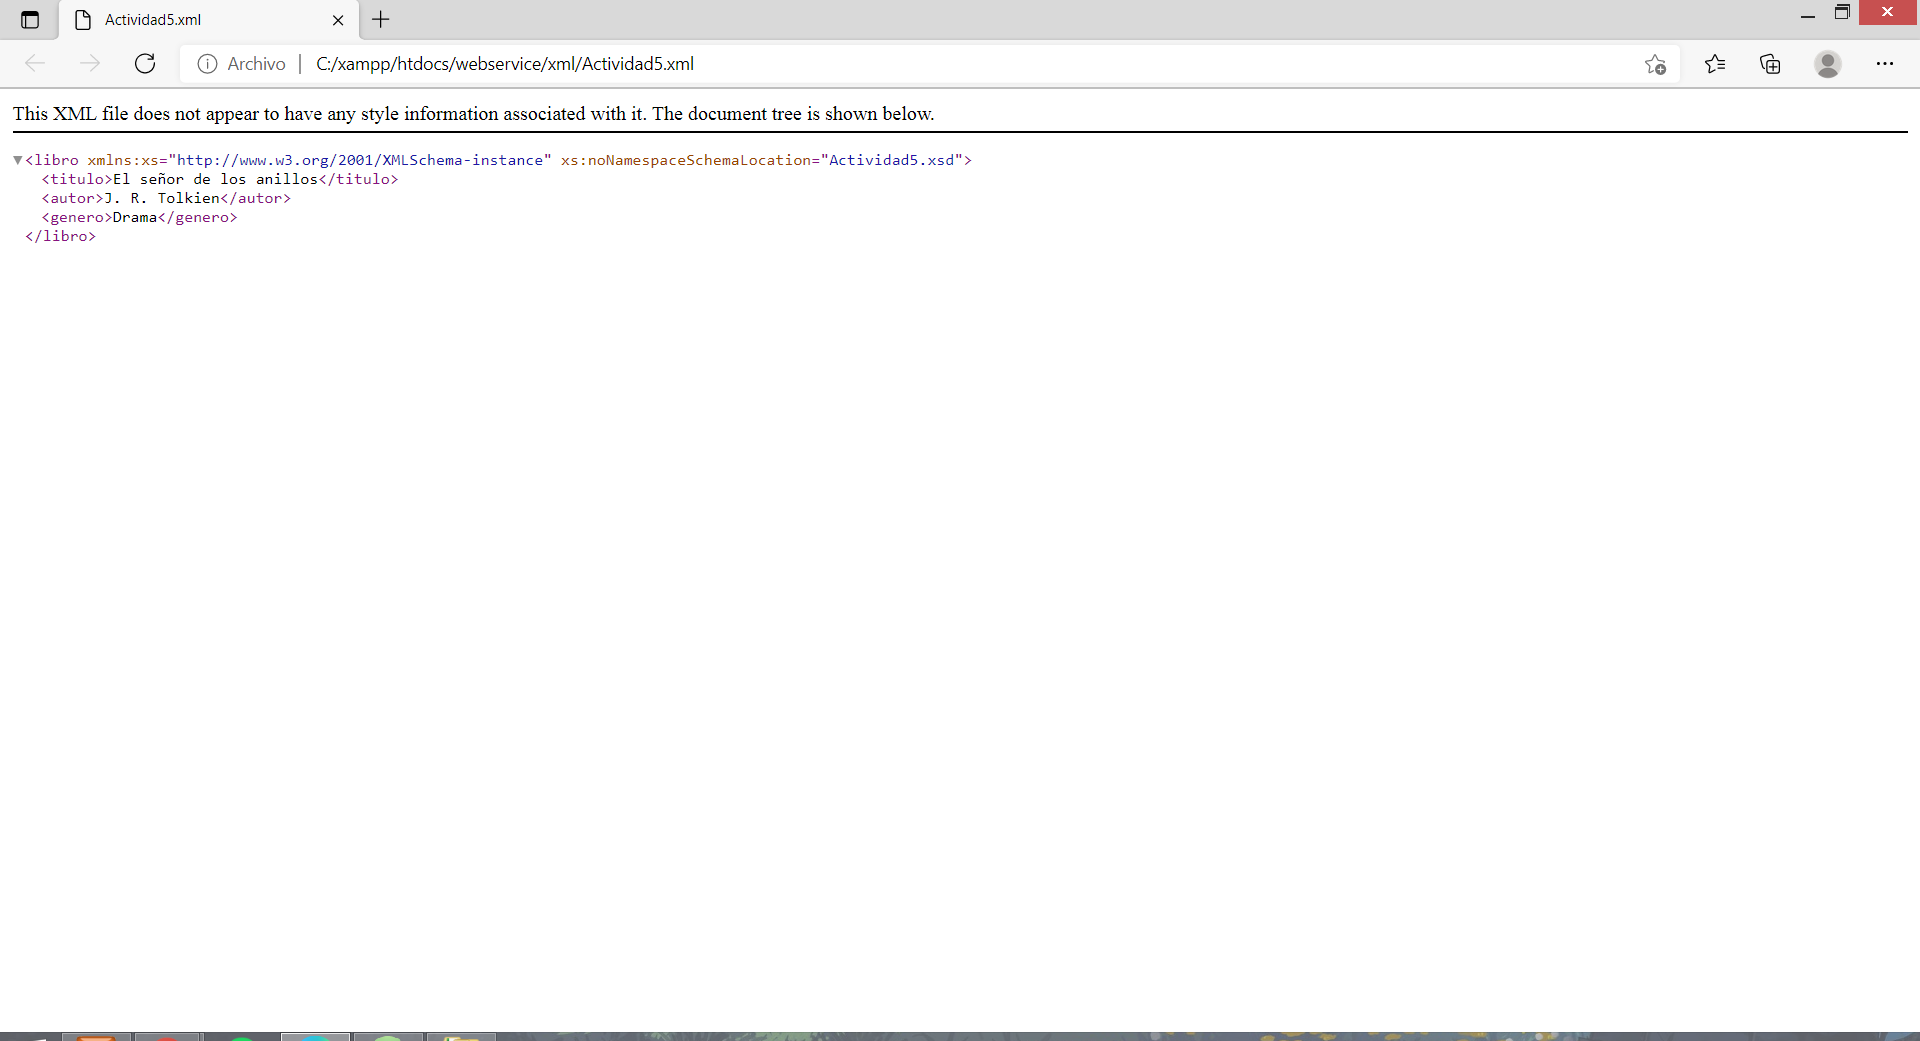 Actividad5.xml
Archivo | C:/xampp/htdocs/webservice/xml/Actividad5.xml
This XML file does not appear to have any style information associated with it. The document tree is shown below.
▼<libro xmlns:xs="http://www.w3.org/2001/XMLSchema-instance" xs:noNamespaceSchemaLocation="Actividad5.xsd">
<titulo>El señor de los anillos</titulo>
<autor>J. R. Tolkien</autor>
<genero>Drama</genero>
</libro>